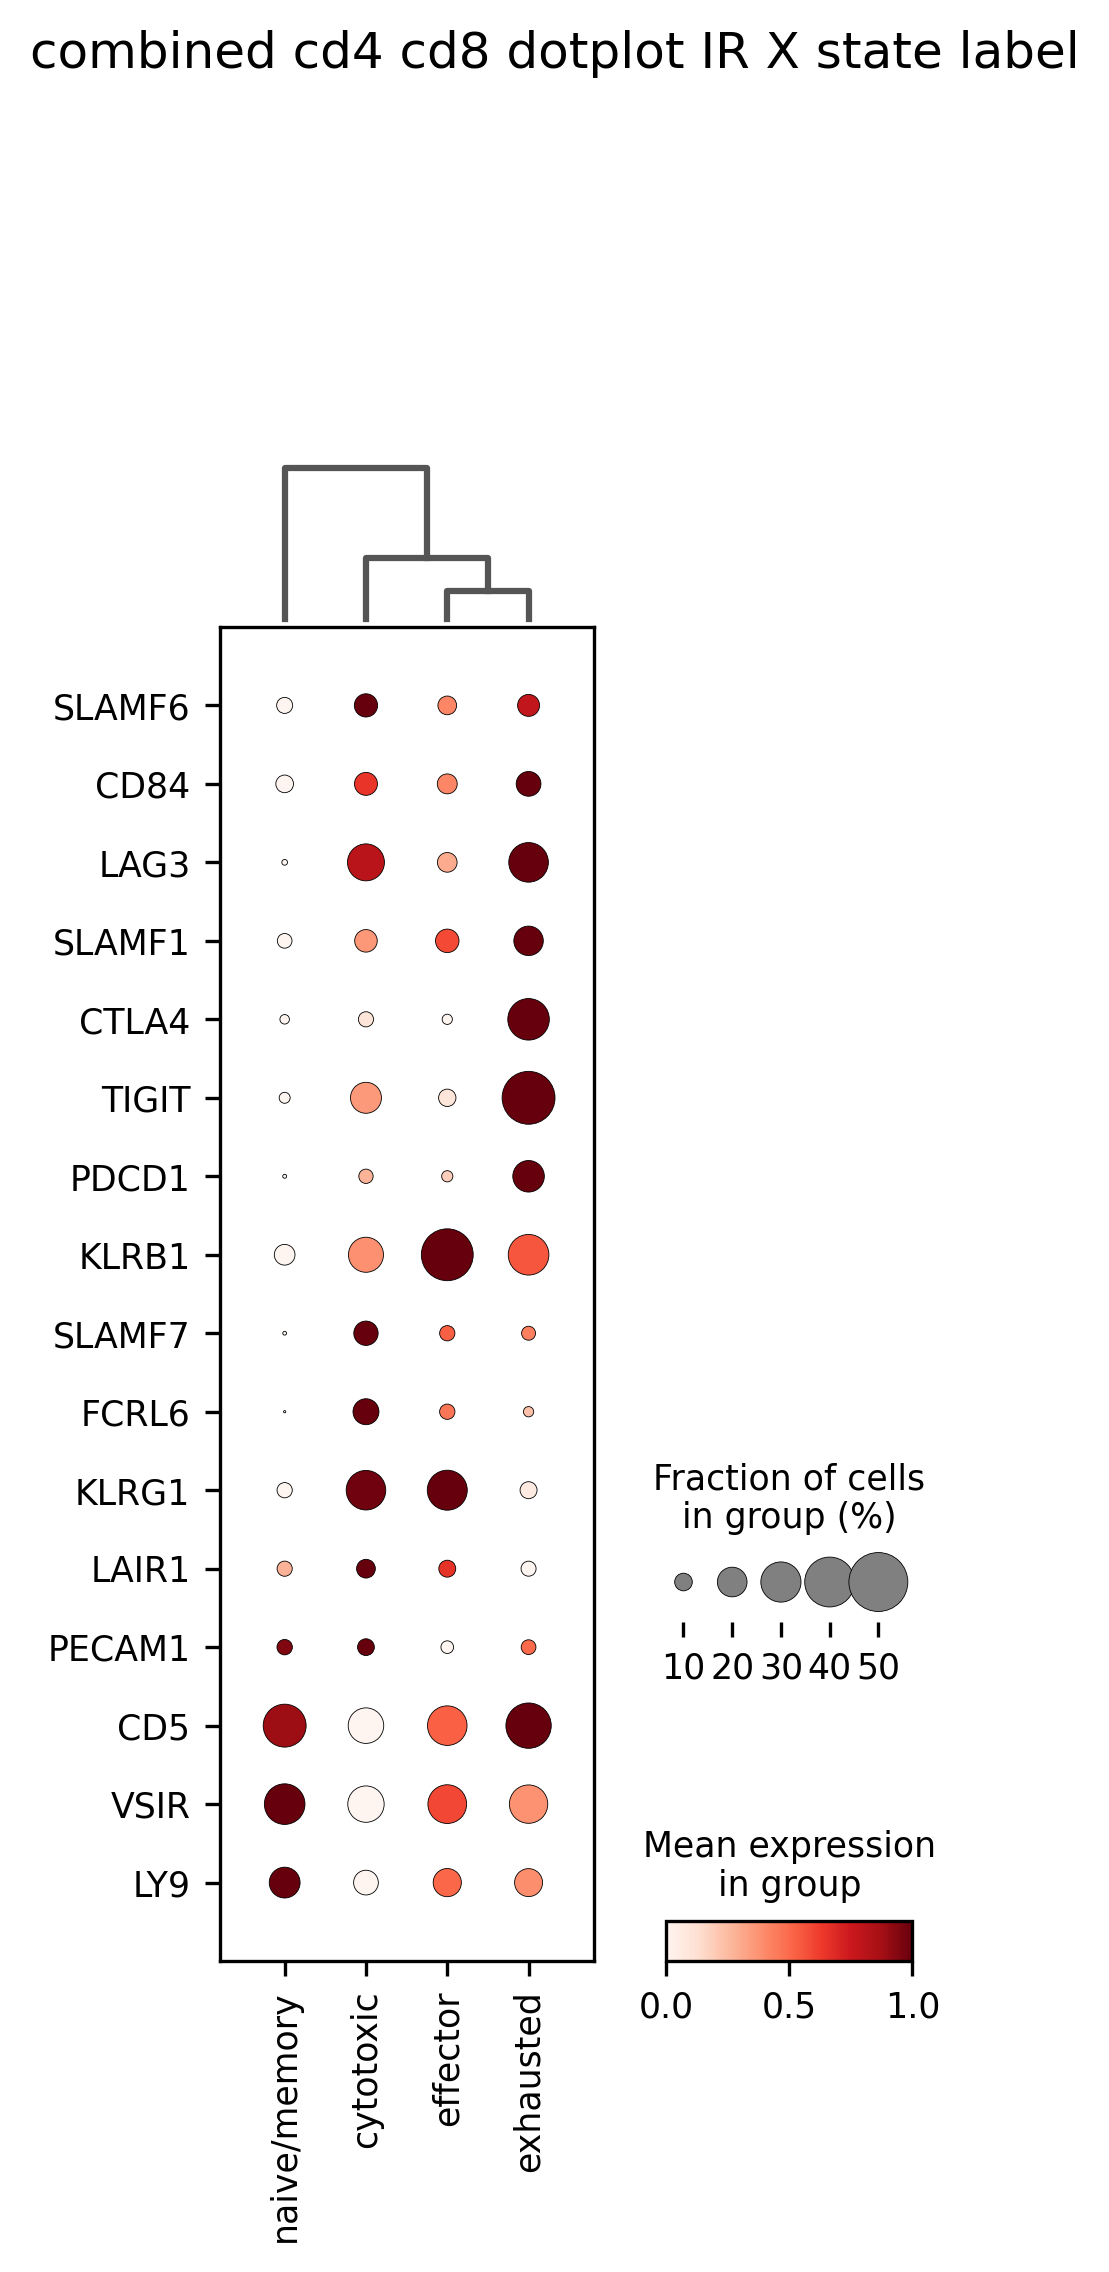 combined cd4 cd8 dotplot IR X state label
SLAMF6
CD84
LAG3
SLAMF1
CTLA4
TIGIT
PDCD1
KLRB1
SLAMF7
FCRL6
KLRG1
LAIR1
PECAM1
CD5
VSIR
LY9
naive/memory
cytotoxic
effector
exhausted
Fraction of cells
in group (%)
10 20 30 40 50
Mean expression
in group
0.0 0.5 1.0